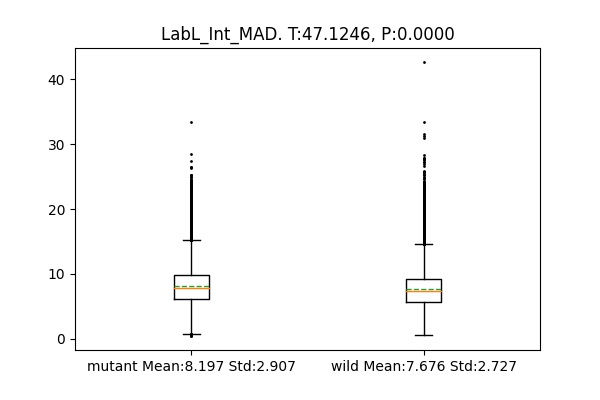 LabL_Int_MAD. T:47.1246, P:0.0000
40
30
20
10
0
mutant Mean:8.197 Std:2.907
wild Mean:7.676 Std:2.727